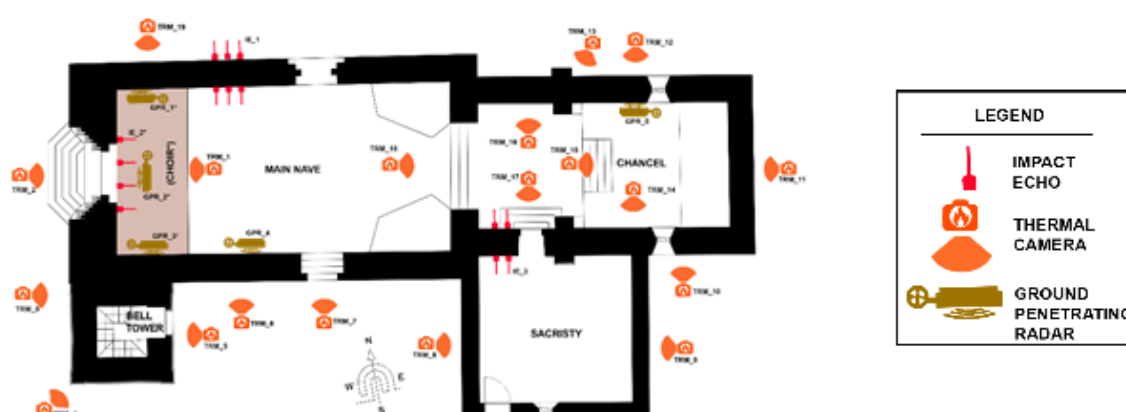 TRM_19
IE_1
TRM_13
TRM_12
GPR_1*
IE_2*
(CHOIR*)
GPR_2*
GPR_3*
TRM_1
MAIN NAVE
TRM_18
TRM_16
TRM_15
TRM_17
CHANCEL
TRM_14
TRM_11
TRM_2
GPR_4
IE_3
TRM_10
BELL
TOWER
TRM_5
TRM_6
TRM_7
TRM_8
TRM_9
SACRISTY
N
W
E
S
LEGEND
IMPACT
ECHO
THERMAL
CAMERA
GROUND
PENETRATING
RADAR